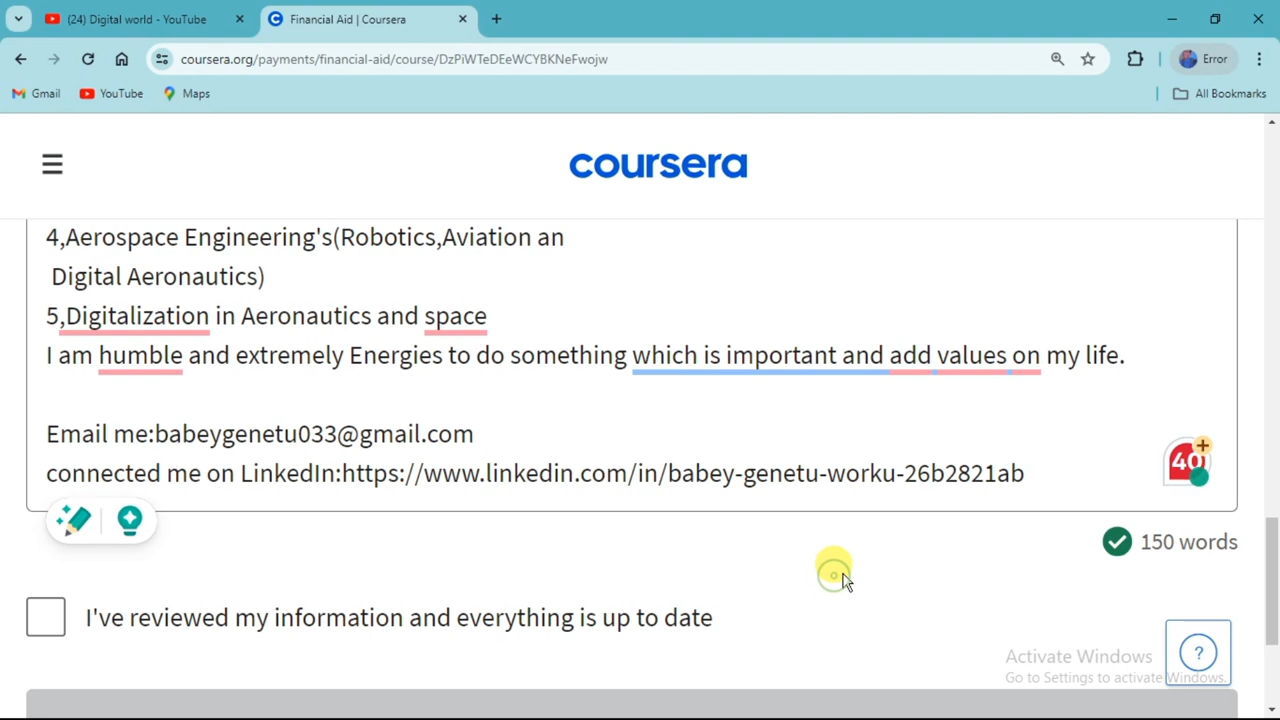 (24) Digital world - YouTube
Financial Aid | Coursera
coursera.org/payments/financial-aid/course/DzPiWTeDEeWCYBKNeFwojw
Error
Gmail
YouTube
Maps
All Bookmarks
coursera
4,Aerospace Engineering's(Robotics,Aviation an
Digital Aeronautics)
5,Digitalization in Aeronautics and space
I am humble and extremely Energies to do something which is important and add values on my life.
Email me:babeygenetu033@gmail.com
connected me on LinkedIn:https://www.linkedin.com/in/babey-genetu-worku-26b2821ab
40
150 words
I've reviewed my information and everything is up to date
?
Activate Windows
Go to Settings to activate Windows.